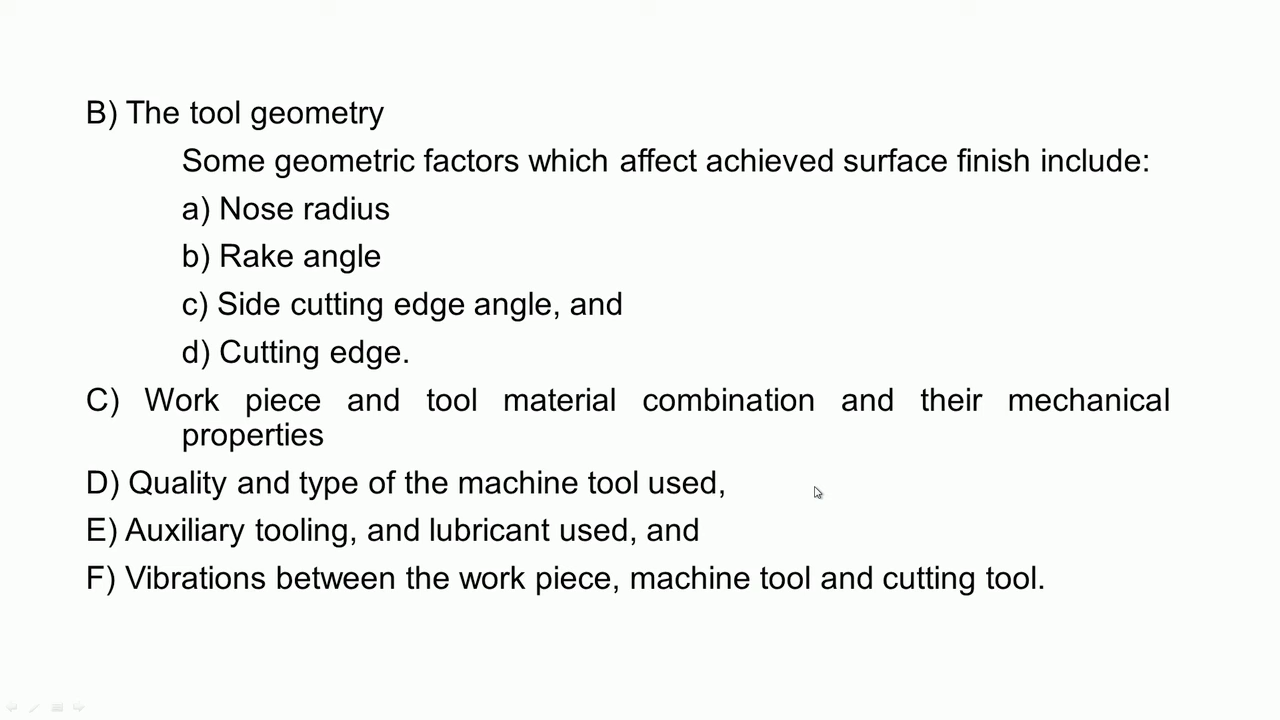 B) The tool geometry
Some geometric factors which affect achieved surface finish include:
a) Nose radius
b) Rake angle
c) Side cutting edge angle, and
d) Cutting edge.
C) Work piece and tool material combination and their mechanical
properties
D) Quality and type of the machine tool used,
E) Auxiliary tooling, and lubricant used, and
F) Vibrations between the work piece, machine tool and cutting tool.